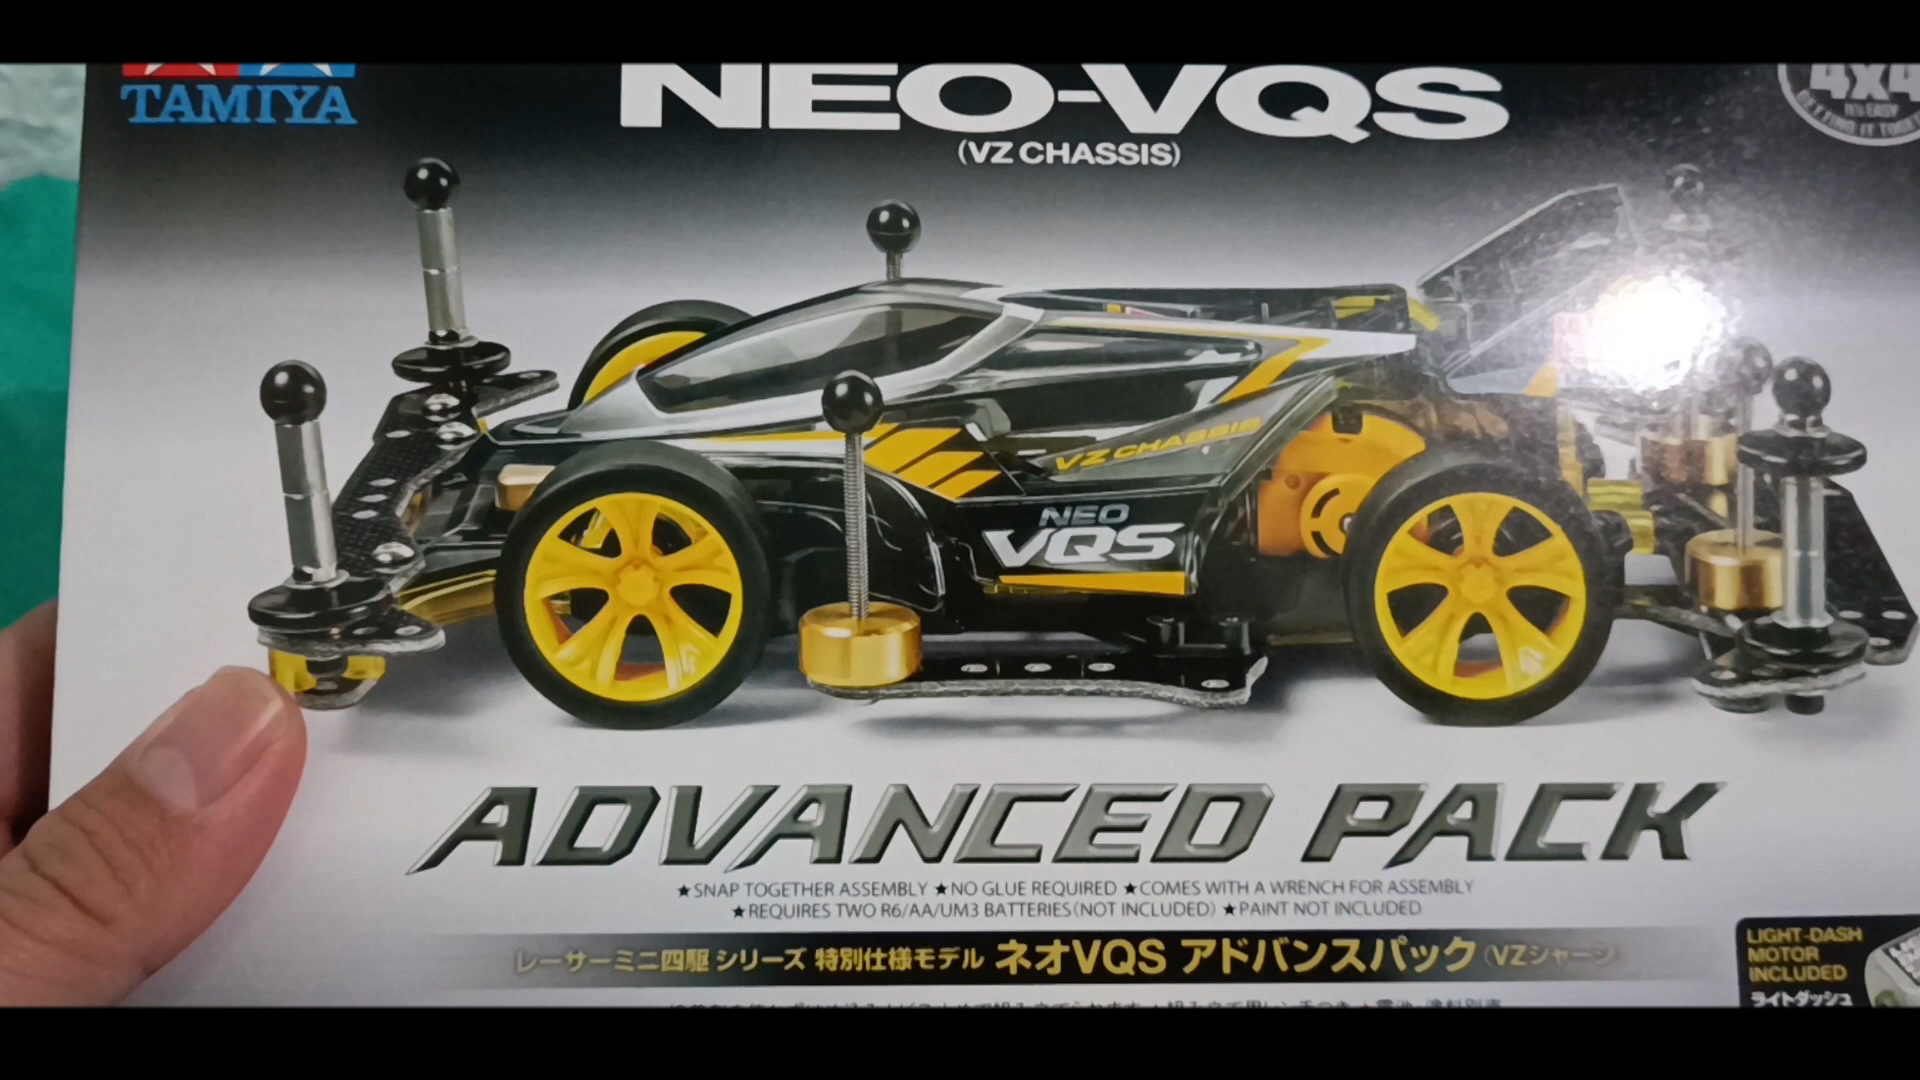 TAMIYA
NEO-VQS
(VZ CHASSIS)
4X4
IT'S EASY
VZ CHASSIS
NEO
VQS
ADVANCED PACK
★SNAP TOGETHER ASSEMBLY ★NO GLUE REQUIRED ★COMES WITH A WRENCH FOR ASSEMBLY
★REQUIRES TWO R6/AA/UM3 BATTERIES(NOT INCLUDED) ★PAINT NOT INCLUDED
レーサーミニ四駆 シリーズ 特別仕様モデル ネオVQS アドバンスパック (VZシャーシ)
LIGHT-DASH
MOTOR
INCLUDED
ライトダッシュ